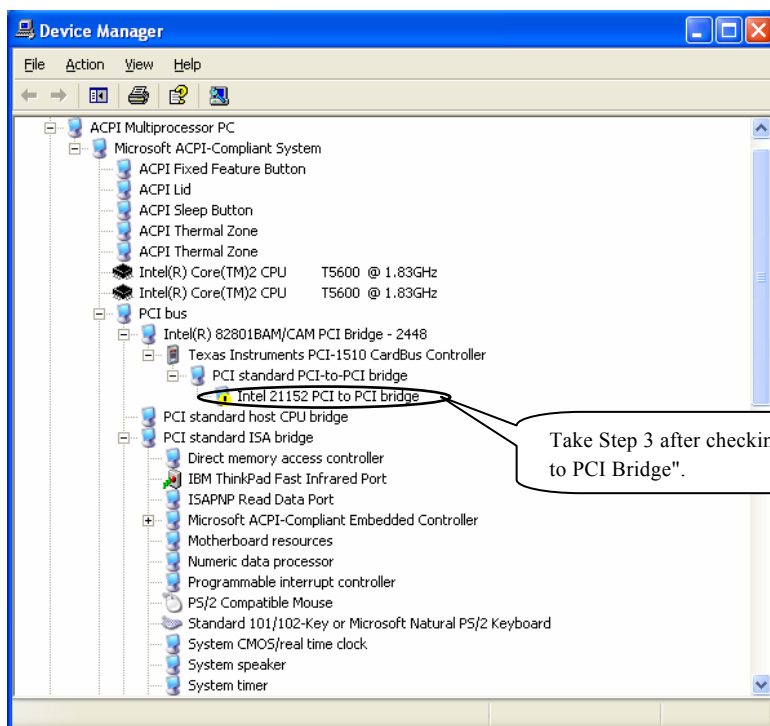 Device Manager
File Action View Help
ACPI Multiprocessor PC
Microsoft ACPI-Compliant System
ACPI Fixed Feature Button
ACPI Lid
ACPI Sleep Button
ACPI Thermal Zone
ACPI Thermal Zone
Intel(R) Core(TM)2 CPU T5600 @ 1.83GHz
Intel(R) Core(TM)2 CPU T5600 @ 1.83GHz
PCI bus
Intel(R) 82801BAM/CAM PCI Bridge - 2448
Texas Instruments PCI-1510 CardBus Controller
PCI standard PCI-to-PCI bridge
Intel 21152 PCI to PCI bridge
PCI standard host CPU bridge
PCI standard ISA bridge
Take Step 3 after checkin
to PCI Bridge".
Direct memory access controller
IBM ThinkPad Fast Infrared Port
ISAPNP Read Data Port
Microsoft ACPI-Compliant Embedded Controller
Motherboard resources
Numeric data processor
Programmable interrupt controller
PS/2 Compatible Mouse
Standard 101/102-Key or Microsoft Natural PS/2 Keyboard
System CMOS/real time clock
System speaker
System timer